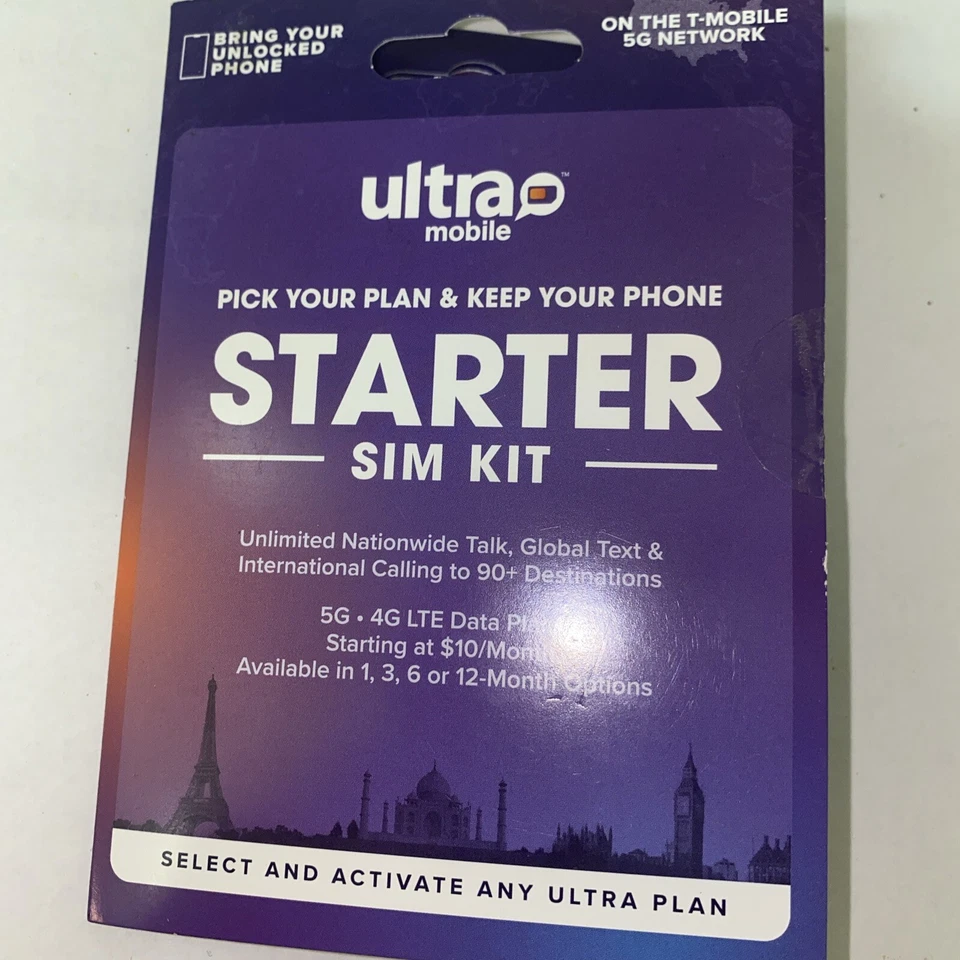 BRING YOUR
UNLOCKED
PHONE
ON THE T-MOBILE
5G NETWORK
ultra™
mobile
PICK YOUR PLAN & KEEP YOUR PHONE
STARTER
SIM KIT
Unlimited Nationwide Talk, Global Text &
International Calling to 90+ Destinations
5G • 4G LTE Data
Starting at $10/Month
Available in 1, 3, 6 or 12-Month Options
SELECT AND ACTIVATE ANY ULTRA PLAN